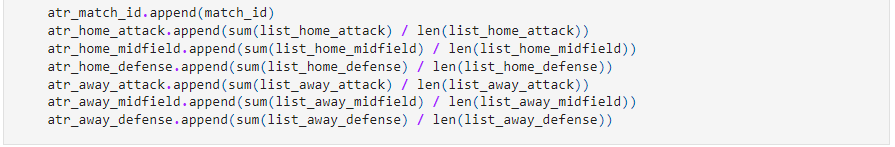 atr_match_id.append(match_id)
atr_home_attack.append(sum(list_home_attack) / len(list_home_attack))
atr_home_midfield.append(sum(list_home_midfield) / len(list_home_midfield))
atr_home_defense.append(sum(list_home_defense) / len(list_home_defense))
atr_away_attack.append(sum(list_away_attack) / len(list_away_attack))
atr_away_midfield.append(sum(list_away_midfield) / len(list_away_midfield))
atr_away_defense.append(sum(list_away_defense) / len(list_away_defense))